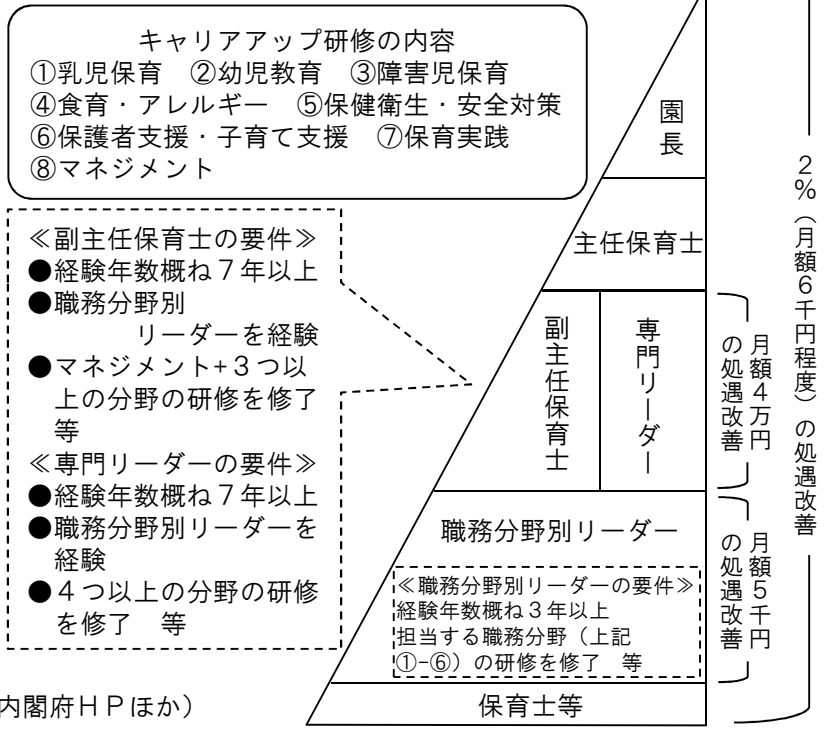 キャリアアップ研修の内容
①乳児保育　②幼児教育　③障害児保育
④食育・アレルギー　⑤保健衛生・安全対策
⑥保護者支援・子育て支援　⑦保育実践
⑧マネジメント
園長
主任保育士
≪副主任保育士の要件≫
●経験年数概ね７年以上
●職務分野別
リーダーを経験
●マネジメント+３つ以
上の分野の研修を修了
等
≪専門リーダーの要件≫
●経験年数概ね７年以上
●職務分野別リーダーを
経験
●４つ以上の分野の研修
を修了　等
副主任保育士
専門リーダー
月額４万円
の処遇改善
職務分野別リーダー
≪職務分野別リーダーの要件≫
経験年数概ね３年以上
担当する職務分野（上記
①-⑥）の研修を修了　等
月額５千円
の処遇改善
保育士等
２％（月額６千円程度）の処遇改善
内閣府ＨＰほか）